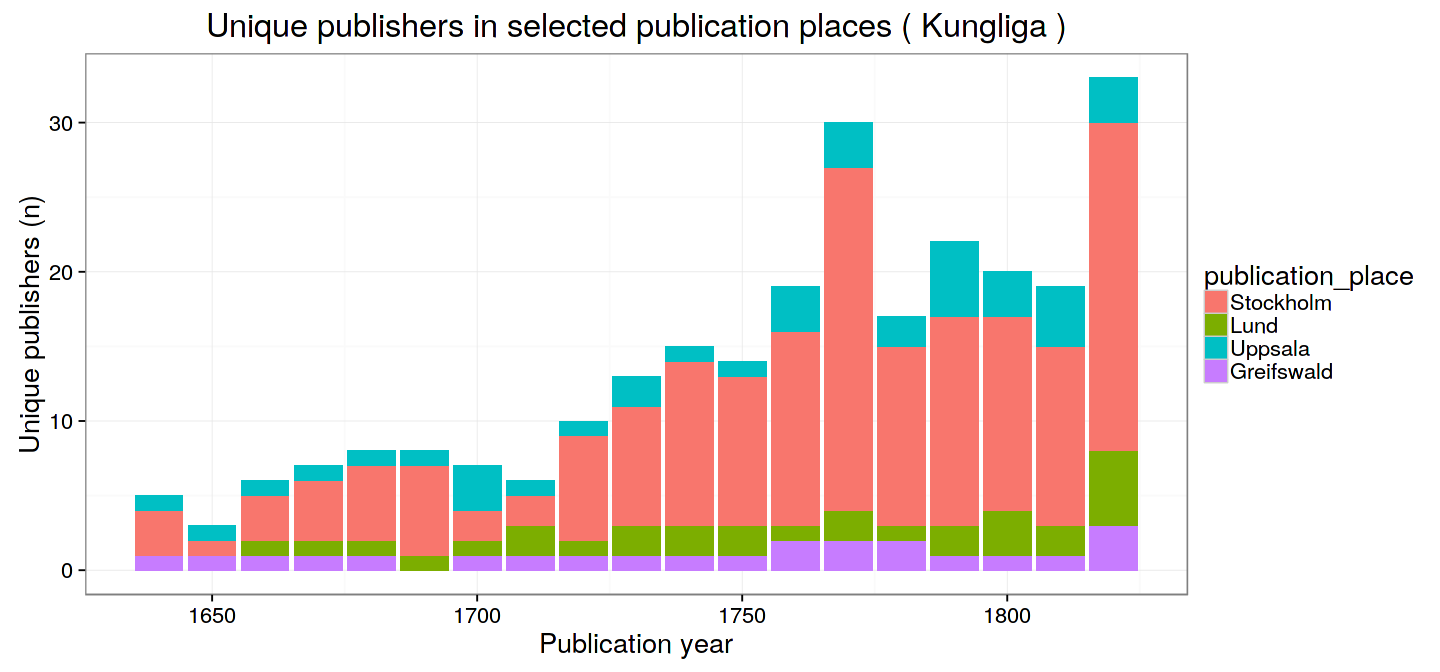 Unique publishers in selected publication places ( Kungliga )
Unique publishers (n)
30
20
10
0
1650
1700
1750
1800
Publication year
publication_place
Stockholm
Lund
Uppsala
Greifswald